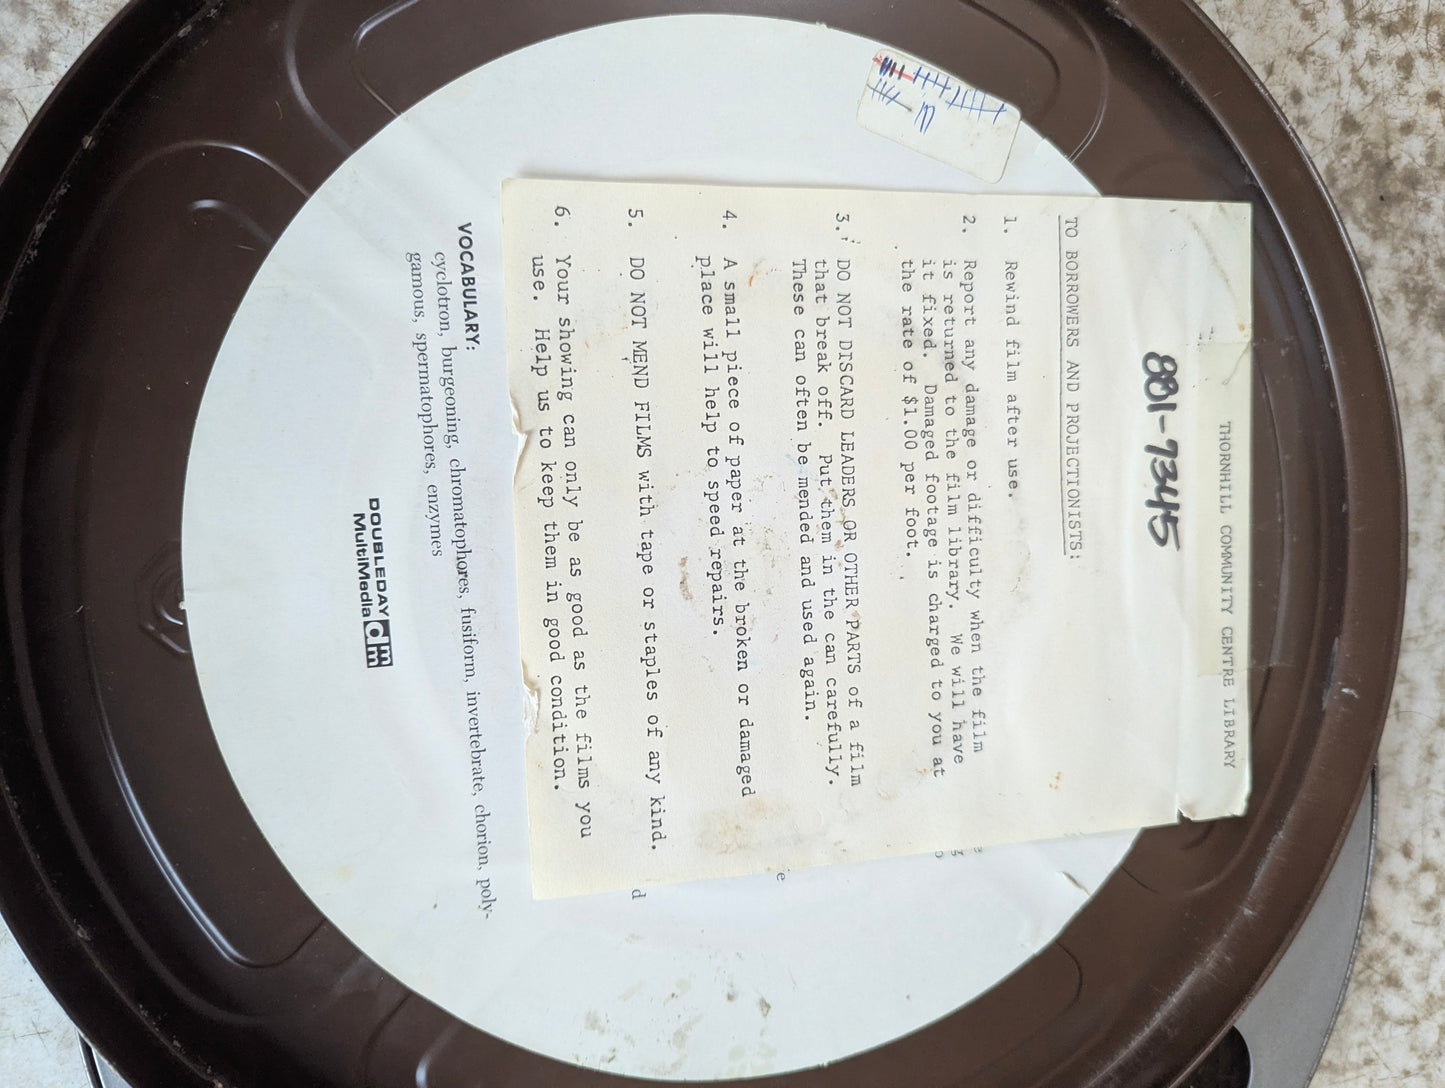 THORNHILL COMMUNITY CENTRE LIBRARY
881-7345
TO BORROWERS AND PROJECTIONISTS:
1. Rewind film after use.
2. Report any damage or difficulty when the film
is returned to the film library. We will have
it fixed. Damaged footage is charged to you at
the rate of $1.00 per foot.
3. DO NOT DISCARD LEADERS OR OTHER PARTS of a film
that break off. Put them in the can carefully.
These can often be mended and used again.
4. A small piece of paper at the broken or damaged
place will help to speed repairs.
5. DO NOT MEND FILMS with tape or staples of any kind.
6. Your showing can only be as good as the films you
use. Help us to keep them in good condition.
VOCABULARY:
cyclotron, burgeoning, chromatophores, fusiform, invertebrate, chorion, poly-
gamous, spermatophores, enzymes
DOUBLEDAY
MultiMedia
dmm